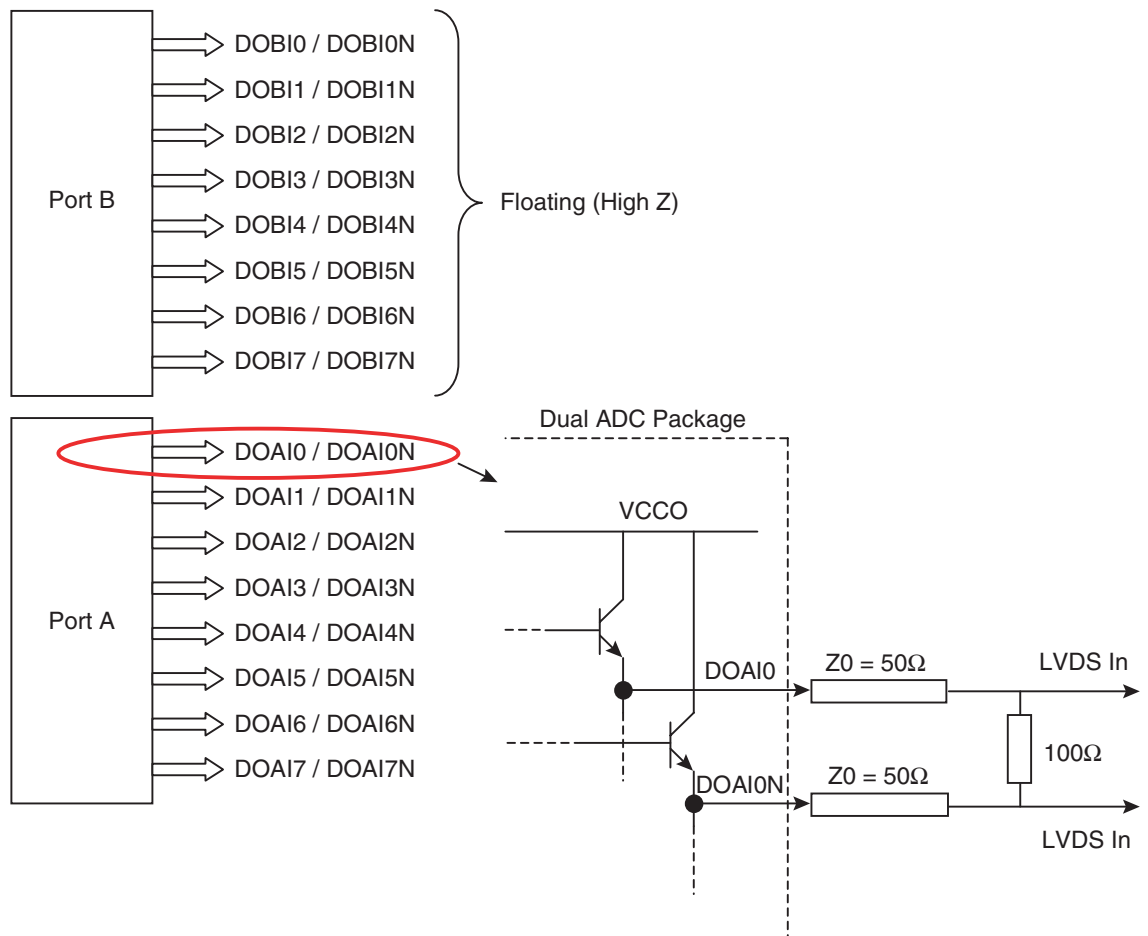 Port B
DOBI0 / DOBI0N
DOBI1 / DOBI1N
DOBI2 / DOBI2N
DOBI3 / DOBI3N
DOBI4 / DOBI4N
DOBI5 / DOBI5N
DOBI6 / DOBI6N
DOBI7 / DOBI7N
Floating (High Z)
Port A
DOAI0 / DOAI0N
DOAI1 / DOAI1N
DOAI2 / DOAI2N
DOAI3 / DOAI3N
DOAI4 / DOAI4N
DOAI5 / DOAI5N
DOAI6 / DOAI6N
DOAI7 / DOAI7N
Dual ADC Package
VCCO
DOAI0
Z0 = 50Ω
LVDS In
100Ω
DOAI0N
Z0 = 50Ω
LVDS In